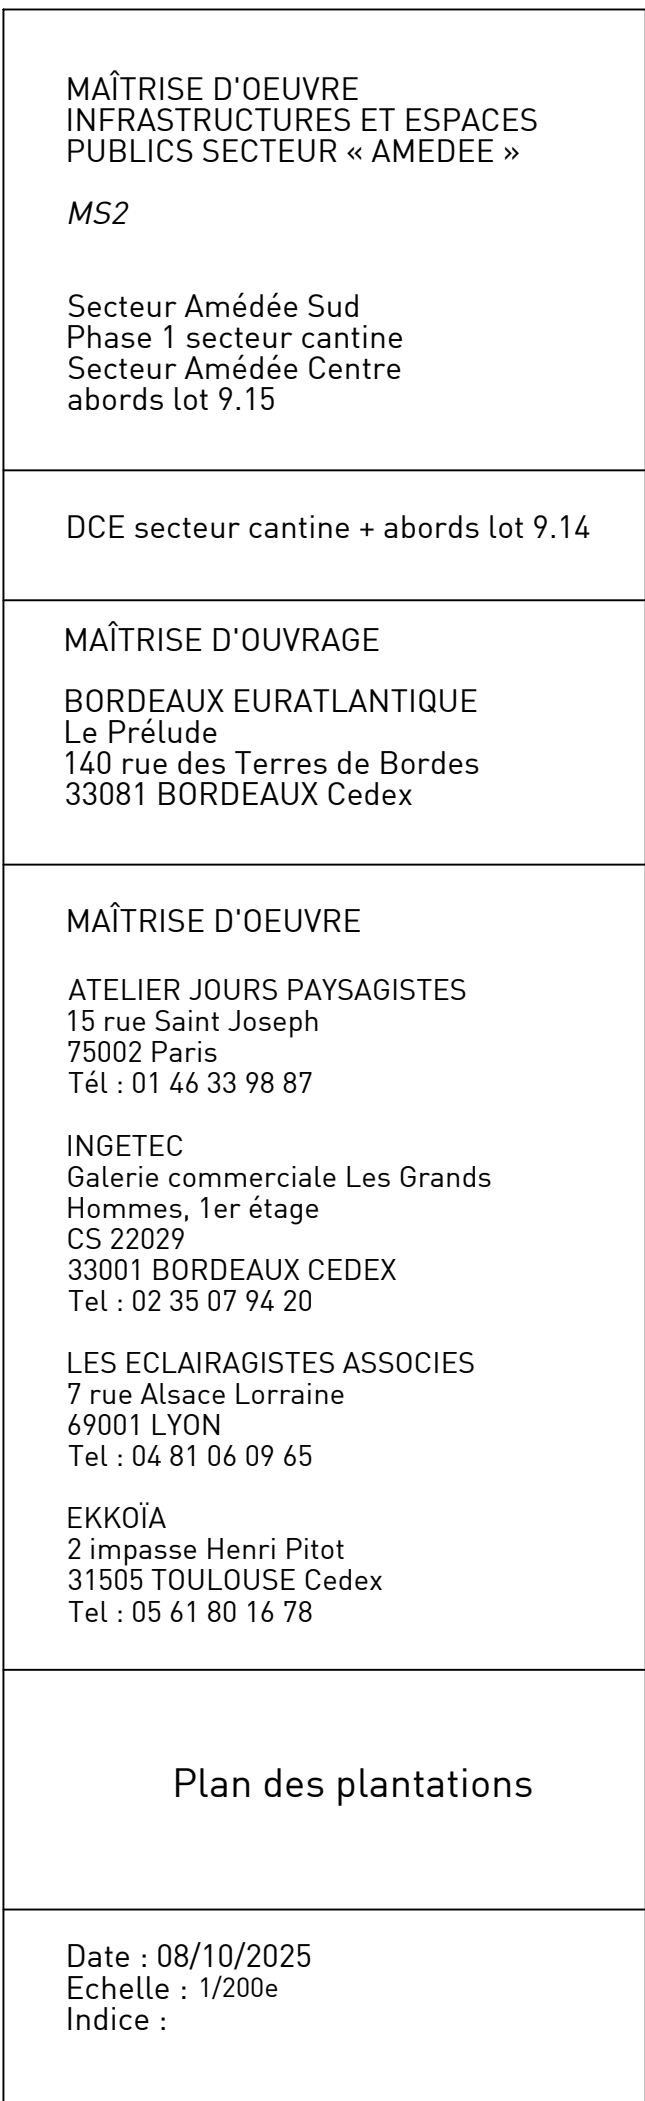 MAÎTRISE D'OEUVRE
INFRASTRUCTURES ET ESPACES
PUBLICS SECTEUR « AMEDEE »
MS2
Secteur Amédée Sud
Phase 1 secteur cantine
Secteur Amédée Centre
abords lot 9.15
DCE secteur cantine + abords lot 9.14
MAÎTRISE D'OUVRAGE
BORDEAUX EURATLANTIQUE
Le Prélude
140 rue des Terres de Bordes
33081 BORDEAUX Cedex
MAÎTRISE D'OEUVRE
ATELIER JOURS PAYSAGISTES
15 rue Saint Joseph
75002 Paris
Tél : 01 46 33 98 87
INGETEC
Galerie commerciale Les Grands
Hommes, 1er étage
CS 22029
33001 BORDEAUX CEDEX
Tel : 02 35 07 94 20
LES ECLAIRAGISTES ASSOCIES
7 rue Alsace Lorraine
69001 LYON
Tel : 04 81 06 09 65
EKKOÏA
2 impasse Henri Pitot
31505 TOULOUSE Cedex
Tel : 05 61 80 16 78
Plan des plantations
Date : 08/10/2025
Echelle : 1/200e
Indice :